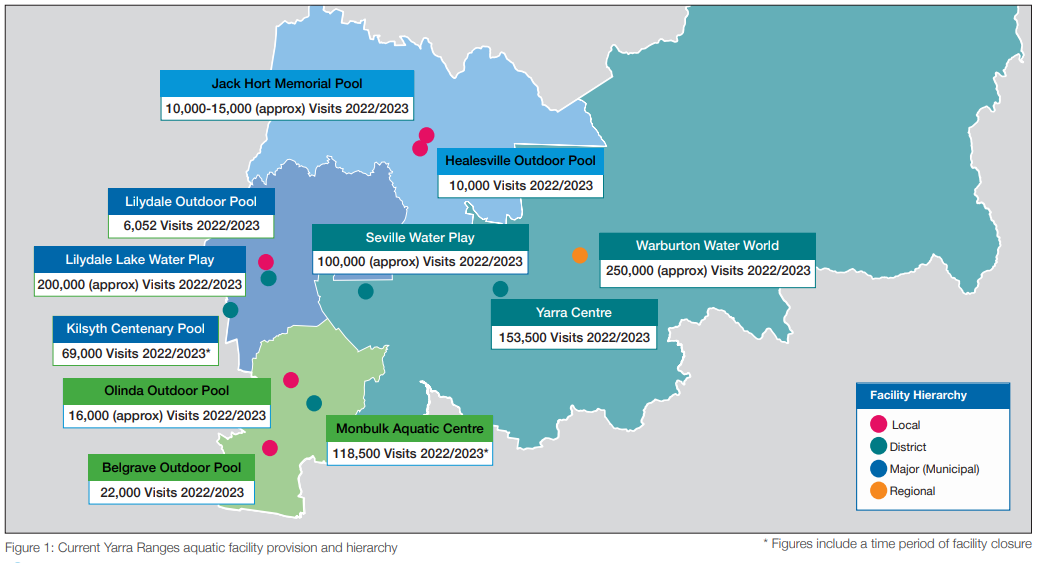 Jack Hort Memorial Pool
10,000-15,000 (approx) Visits 2022/2023
Healesville Outdoor Pool
10,000 Visits 2022/2023
Lilydale Outdoor Pool
6,052 Visits 2022/2023
Seville Water Play
100,000 (approx) Visits 2022/2023
Warburton Water World
250,000 (approx) Visits 2022/2023
Lilydale Lake Water Play
200,000 (approx) Visits 2022/2023
Yarra Centre
153,500 Visits 2022/2023
Kilsyth Centenary Pool
69,000 Visits 2022/2023*
Olinda Outdoor Pool
16,000 (approx) Visits 2022/2023
Monbulk Aquatic Centre
118,500 Visits 2022/2023*
Belgrave Outdoor Pool
22,000 Visits 2022/2023
Facility Hierarchy
Local
District
Major (Municipal)
Regional
Figure 1: Current Yarra Ranges aquatic facility provision and hierarchy
* Figures include a time period of facility closure